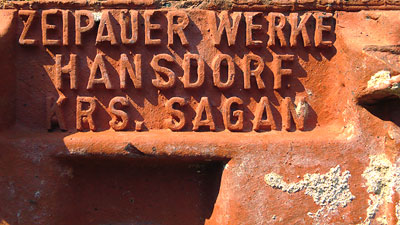 ZEIPAUER WERKE
HANSDORF
KRS. SAGAN